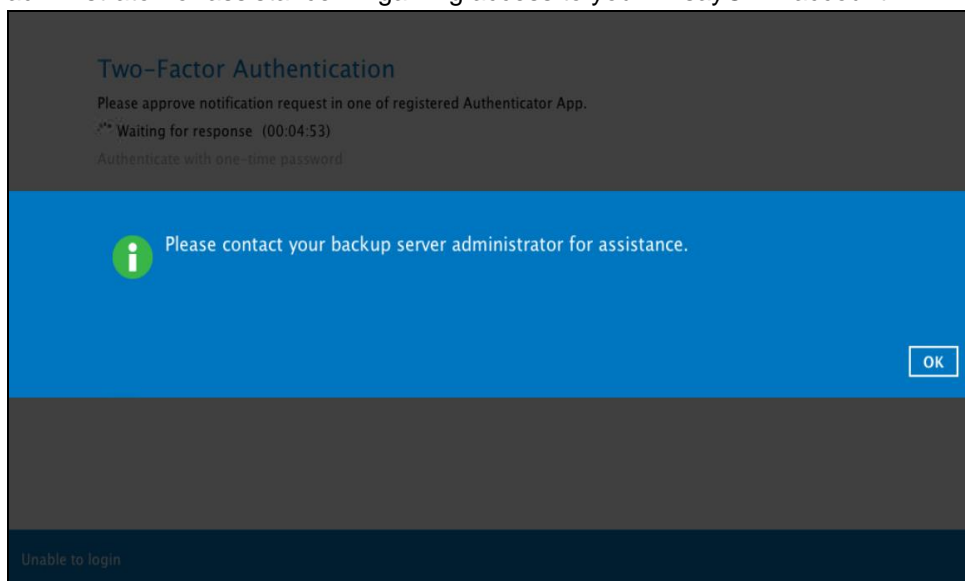 Two-Factor Authentication
Please approve notification request in one of registered Authenticator App.
Waiting for response (00:04:53)
Authenticate with one-time password
Please contact your backup server administrator for assistance.
OK
Unable to login